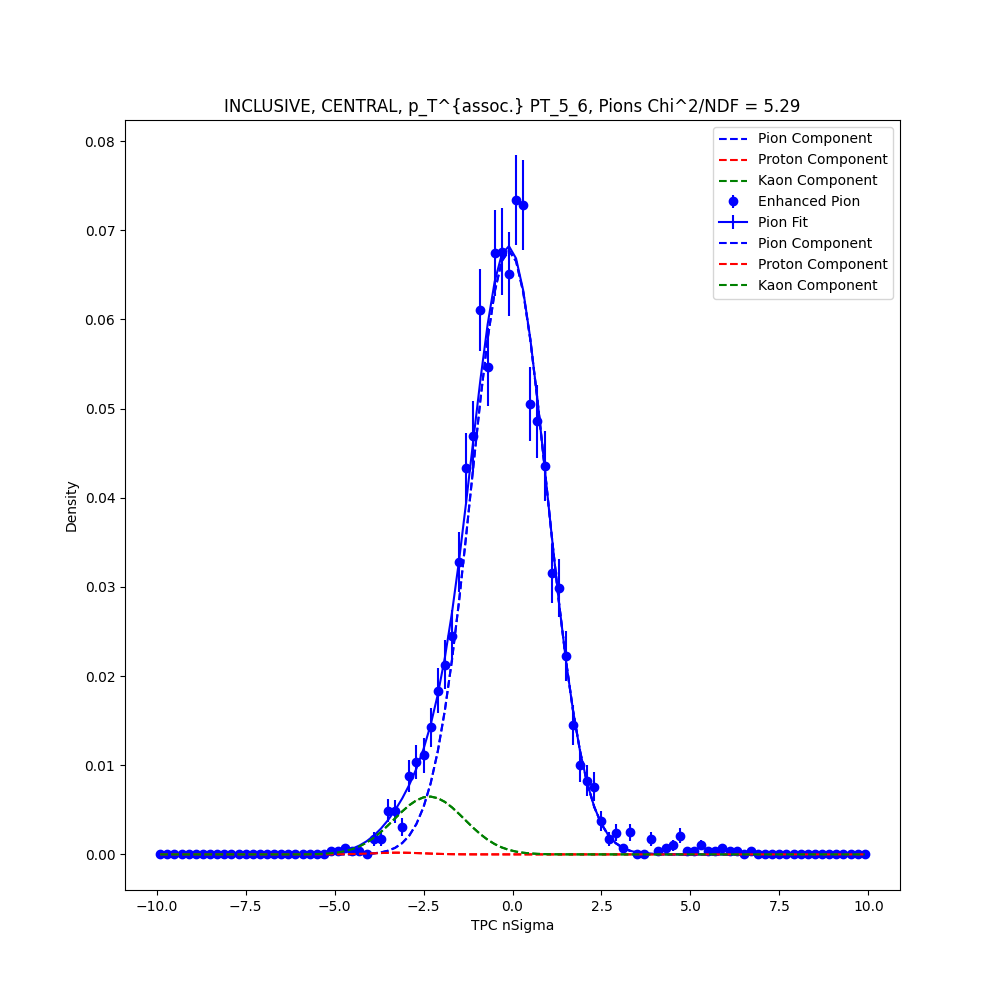 INCLUSIVE, CENTRAL, p_T^{assoc.} PT_5_6, Pions Chi^2/NDF = 5.29
Pion Component
Proton Component
Kaon Component
Enhanced Pion
Pion Fit
Pion Component
Proton Component
Kaon Component
0.08
0.07
0.06
0.05
0.04
0.03
0.02
0.01
0.00
Density
−10.0 −7.5 −5.0 −2.5 0.0 2.5 5.0 7.5 10.0
TPC nSigma